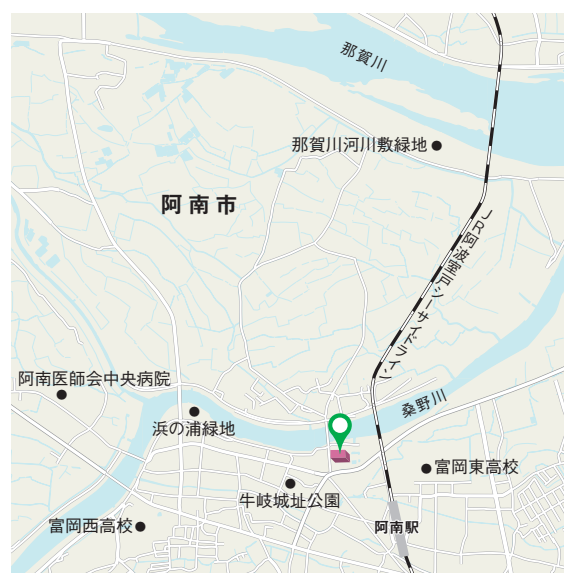 那賀川
那賀川河川敷緑地
阿南市
JR阿波室戸シーサイドライン
阿南医師会中央病院
桑野川
浜の浦緑地
富岡東高校
牛岐城址公園
富岡西高校
阿南駅